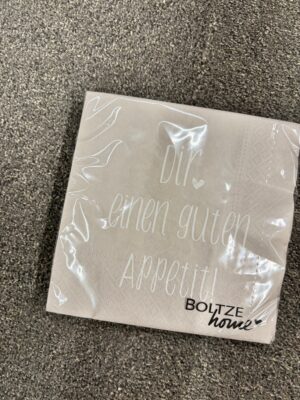 Dir
einen guten
Appetit!
BOLTZE
home